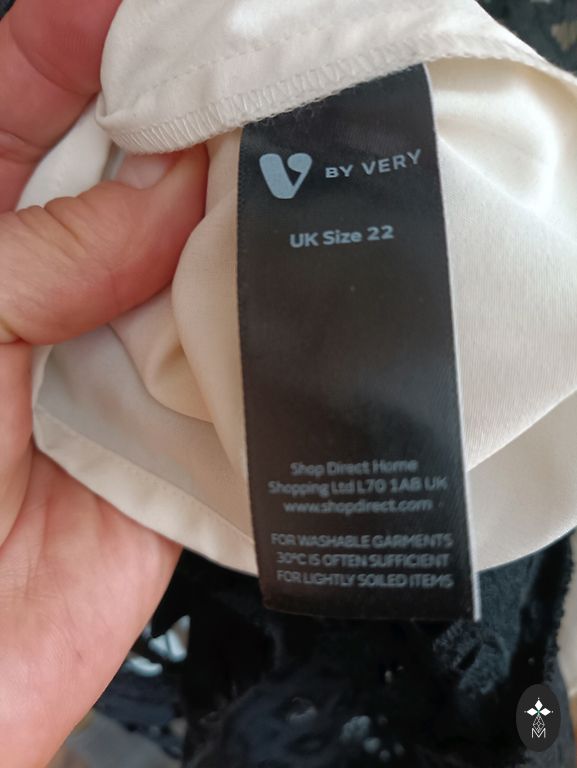 V BY VERY
UK Size 22
Shop Direct Home
Shopping Ltd L70 1AB UK
www.shopdirect.com
FOR WASHABLE GARMENTS
30°C IS OFTEN SUFFICIENT
FOR LIGHTLY SOILED ITEMS
M